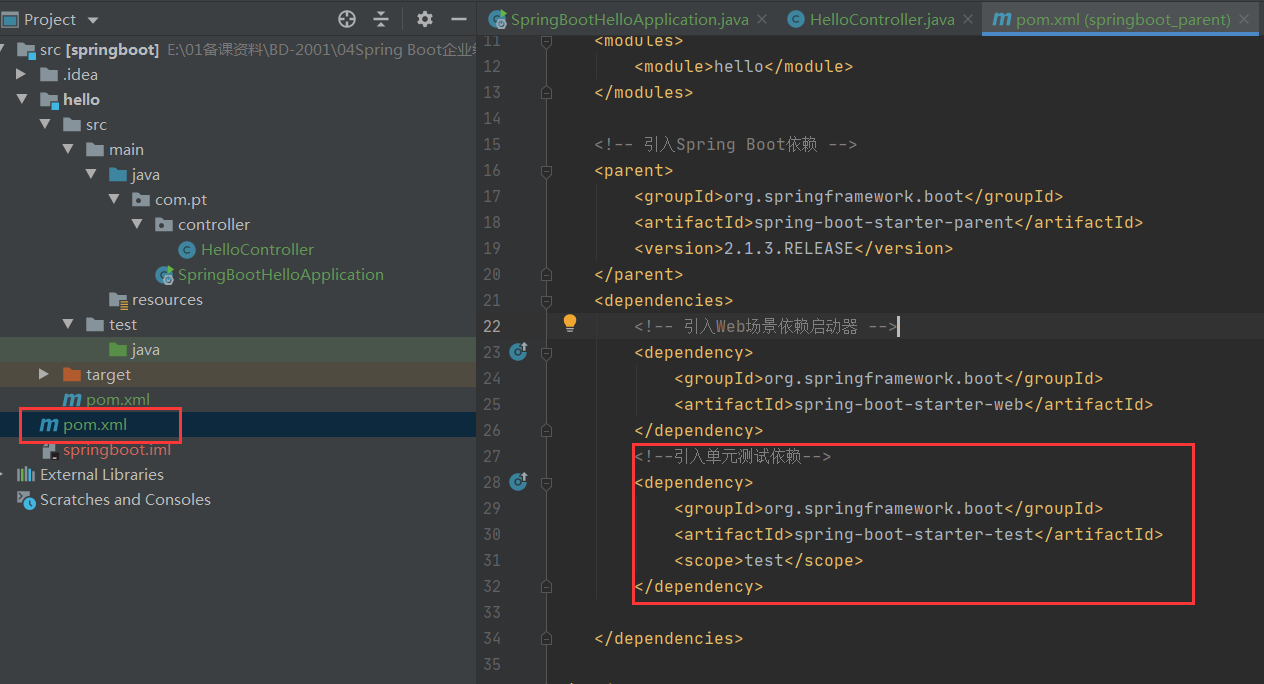 Project
SpringBootHelloApplication.java
HelloController.java
pom.xml (springboot_parent)
src [springboot] E:\01备课资料\BD-2001\04Spring Boot企业
.idea
hello
src
main
java
com.pt
controller
HelloController
SpringBootHelloApplication
resources
test
java
target
pom.xml
pom.xml
springboot.iml
External Libraries
Scratches and Consoles
11 <modules>
12 <module>hello</module>
13 </modules>
14
15 <!-- 引入Spring Boot依赖 -->
16 <parent>
17 <groupId>org.springframework.boot</groupId>
18 <artifactId>spring-boot-starter-parent</artifactId>
19 <version>2.1.3.RELEASE</version>
20 </parent>
21 <dependencies>
22 <!-- 引入Web场景依赖启动器 -->
23 <dependency>
24 <groupId>org.springframework.boot</groupId>
25 <artifactId>spring-boot-starter-web</artifactId>
26 </dependency>
27 <!--引入单元测试依赖-->
28 <dependency>
29 <groupId>org.springframework.boot</groupId>
30 <artifactId>spring-boot-starter-test</artifactId>
31 <scope>test</scope>
32 </dependency>
33
34 </dependencies>
35